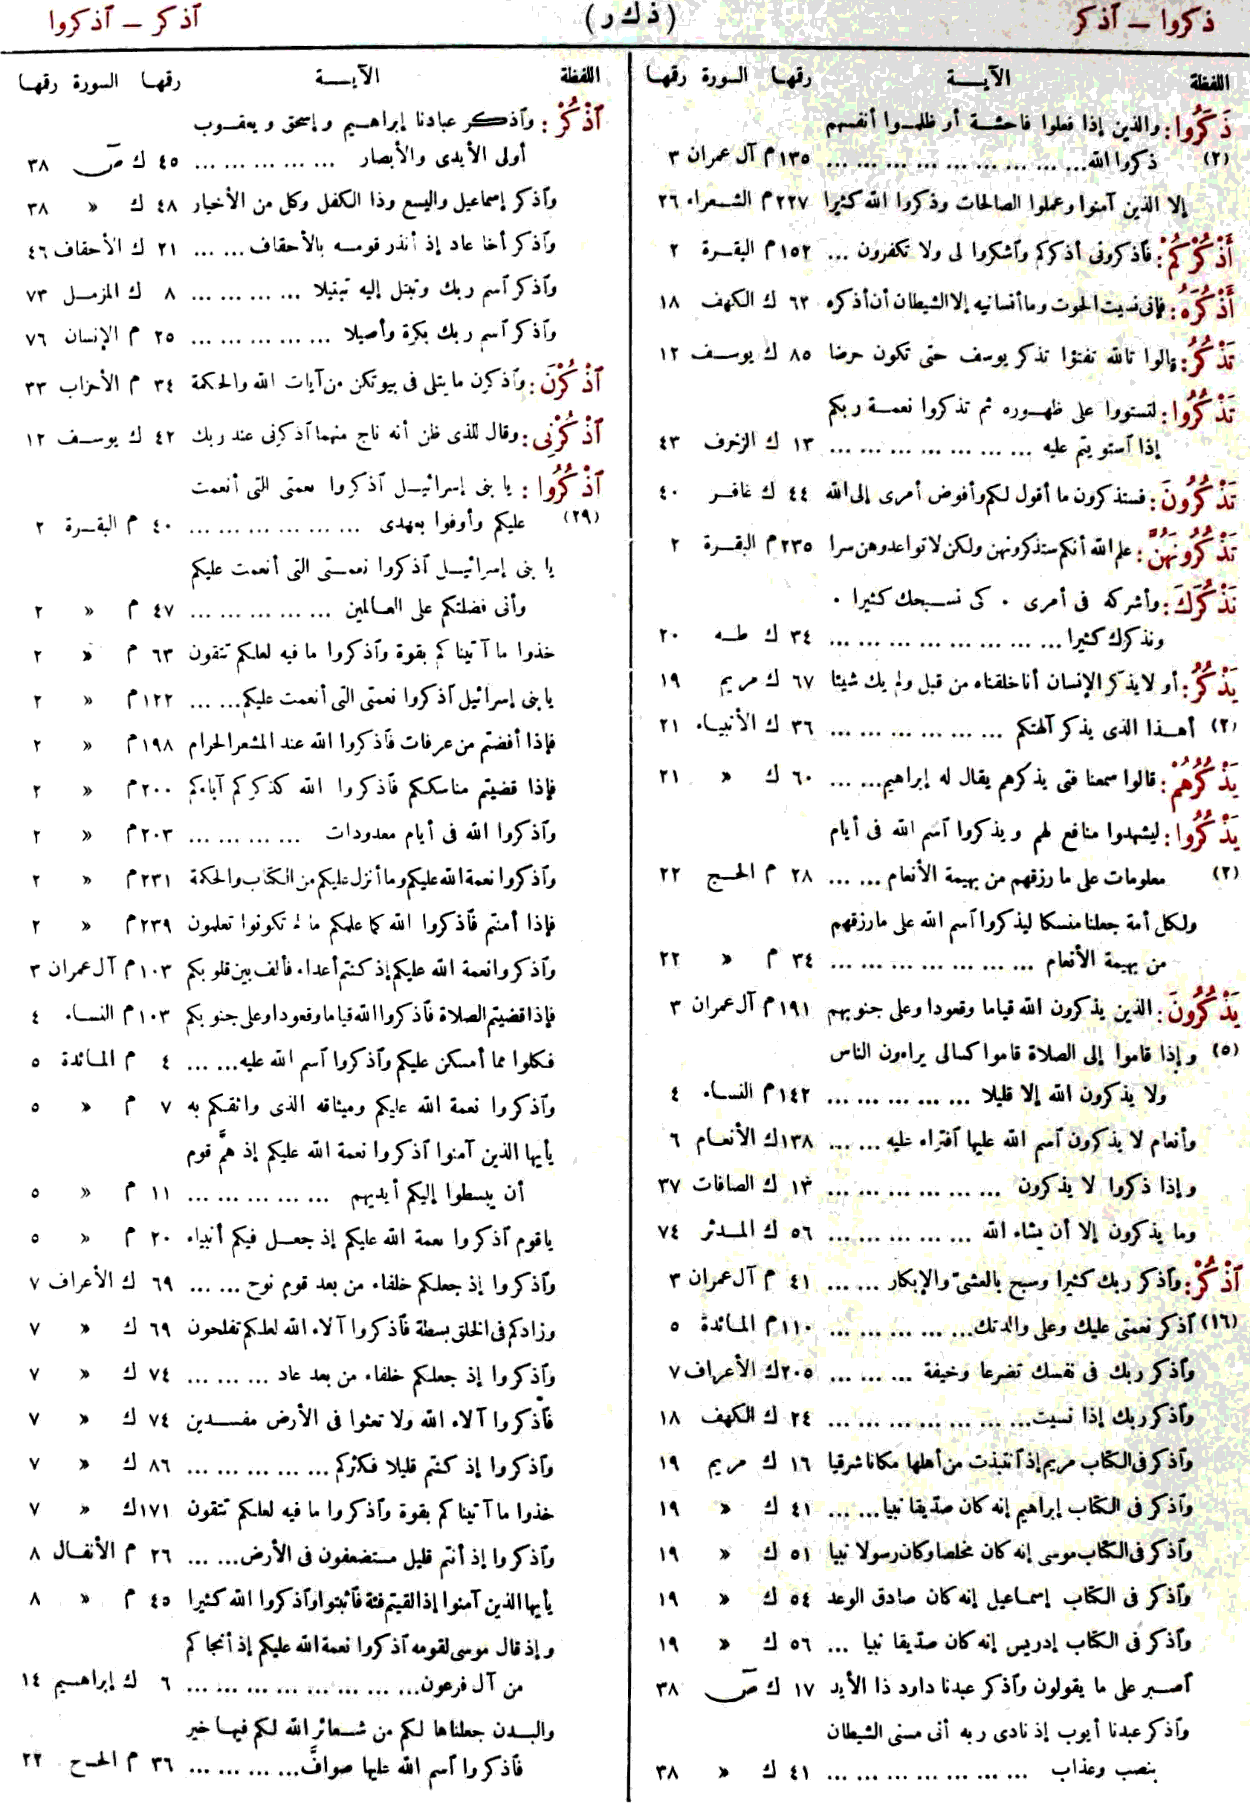 ذكروا – آذكر
(ذ ك ر)
آذكر – آذكروا
اللفظة الآيــــة رقمها السورة رقمها
ذَكَرُوا: والذين إذا فعلوا فاحشة أو ظلموا أنفسهم
(٢) ذكروا الله... ... ... ... ... ... ... ... ... ١٣٥م آل عمران ٣
إلا الذين آمنوا وعملوا الصالحات وذكروا الله كثيرا ٢٢٧م الشعراء ٢٦
أَذْكُرْكُمْ: فآذكرونى أذكركم وآشكروا لى ولا تكفرون ... ١٥٢م البقرة ٢
أَذْكُرَهُ: فإنى نسيت الحوت وما أنسانيه إلا الشيطان أن أذكره ٦٣ ك الكهف ١٨
تَذْكُرُ: قالوا تالله تفتؤا تذكر يوسف حتى تكون حرضا ٨٥ ك يوسف ١٢
تَذْكُرُوا: لتستووا على ظهوره ثم تذكروا نعمة ربكم
إذا آستويتم عليه ... ... ... ... ... ... ... ١٣ ك الزخرف ٤٣
تَذْكُرُونَ: فستذكرون ما أقول لكم وأفوض أمرى إلى الله ٤٤ ك غافر ٤٠
تَذْكُرُونَهُنَّ: علم الله أنكم ستذكرونهن ولكن لا تواعدوهن سرا ٢٣٥م البقرة ٢
نَذْكُرَكَ: وأشركه فى أمرى . كى نسبحك كثيرا .
ونذكرك كثيرا ... ... ... ... ... ... ... ... ٣٤ ك طه ٢٠
يَذْكُرُ: أو لا يذكر الإنسان أنا خلقناه من قبل ولم يك شيئا ٦٧ ك مريم ١٩
(٢) أهذا الذى يذكر آلهتكم ... ... ... ... ... ... ٣٦ ك الأنبياء ٢١
يَذْكُرُهُمْ: قالوا سمعنا فتى يذكرهم يقال له إبراهيم... ... ٦٠ ك » ٢١
يَذْكُرُوا: ليشهدوا منافع لهم ويذكروا آسم الله فى أيام
(٢) معلومات على ما رزقهم من بهيمة الأنعام ... ... ٢٨ م الحج ٢٢
ولكل أمة جعلنا منسكا ليذكروا آسم الله على مارزقهم
من بهيمة الأنعام ... ... ... ... ... ... ... ٣٤ م » ٢٢
يَذْكُرُونَ: الذين يذكرون الله قياما وقعودا وعلى جنوبهم ١٩١م آل عمران ٣
(٥) وإذا قاموا إلى الصلاة قاموا كسالى يراءون الناس
ولا يذكرون الله إلا قليلا ... ... ... ... ... ١٤٢م النساء ٤
وأنعام لا يذكرون آسم الله عليها آفتراء عليه ... ... ١٣٨ك الأنعام ٦
وإذا ذكروا لا يذكرون ... ... ... ... ... ... ١٣ ك الصافات ٣٧
وما يذكرون إلا أن يشاء الله ... ... ... ... ... ٥٦ ك المدثر ٧٤
آذْكُرْ: وآذكر ربك كثيرا وسبح بالعشىّ والإبكار ... ... ٤١ م آل عمران ٣
(١٦) آذكر نعمتى عليك وعلى والدتك... ... ... ... ... ١١٠م المائدة ٥
وآذكر ربك فى نفسك تضرعا وخيفة ... ... ... ٢٠٥ك الأعراف ٧
وآذكر ربك إذا نسيت... ... ... ... ... ... ... ٢٤ ك الكهف ١٨
وآذكر فى الكتاب مريم إذ آنتبذت من أهلها مكانا شرقيا ١٦ ك مريم ١٩
وآذكر فى الكتاب إبراهيم إنه كان صدّيقا نبيا... ... ٤١ ك » ١٩
وآذكر فى الكتاب موسى إنه كان مخلصا وكان رسولا نبيا ٥١ ك » ١٩
وآذكر فى الكتاب إسماعيل إنه كان صادق الوعد ٥٤ ك » ١٩
وآذكر فى الكتاب إدريس إنه كان صدّيقا نبيا ... ٥٦ ك » ١٩
آصبر على ما يقولون وآذكر عبدنا داود ذا الأيد ١٧ ك صٓ ٣٨
وآذكر عبدنا أيوب إذ نادى ربه أنى مسنى الشيطان
بنصب وعذاب ... ... ... ... ... ... ... ٤١ ك » ٣٨
اللفظة الآيــــة رقمها السورة رقمها
آذْكُرْ: وآذكر عبادنا إبراهيم وإسحق ويعقوب
أولى الأيدى والأبصار ... ... ... ... ... ٤٥ ك صٓ ٣٨
وآذكر إسماعيل واليسع وذا الكفل وكل من الأخيار ٤٨ ك » ٣٨
وآذكر أخا عاد إذ أنذر قومه بالأحقاف... ... ... ٢١ ك الأحقاف ٤٦
وآذكر آسم ربك وتبتل إليه تبتيلا ... ... ... ... ٨ ك المزمل ٧٣
وآذكر آسم ربك بكرة وأصيلا ... ... ... ... ... ٢٥ م الإنسان ٧٦
آذْكُرْنَ: وآذكرن ما يتلى فى بيوتكن من آيات الله والحكمة ٣٤ م الأحزاب ٣٣
آذْكُرْنِى: وقال للذى ظن أنه ناج منهما آذكرنى عند ربك ٤٢ ك يوسف ١٢
آذْكُرُوا: يا بنى إسرائيل آذكروا نعمتى التى أنعمت
(٢٩) عليكم وأوفوا بعهدى ... ... ... ... ... ... ٤٠ م البقرة ٢
يا بنى إسرائيل آذكروا نعمتى التى أنعمت عليكم
وأنى فضلتكم على العالمين ... ... ... ... ... ٤٧ م » ٢
خذوا ما آتيناكم بقوة وآذكروا ما فيه لعلكم تتقون ٦٣ م » ٢
يا بنى إسرائيل آذكروا نعمتى التى أنعمت عليكم... ... ١٢٢م » ٢
فإذا أفضتم من عرفات فآذكروا الله عند المشعر الحرام ١٩٨م » ٢
فإذا قضيتم مناسككم فآذكروا الله كذكركم آباءكم ٢٠٠م » ٢
وآذكروا الله فى أيام معدودات ... ... ... ... ٢٠٣م » ٢
وآذكروا نعمة الله عليكم وما أنزل عليكم من الكتاب والحكمة ٢٣١م » ٢
فإذا أمنتم فآذكروا الله كما علمكم ما لم تكونوا تعلمون ٢٣٩م » ٢
وآذكروا نعمة الله عليكم إذ كنتم أعداء فألف بين قلوبكم ١٠٣م آل عمران ٣
فإذا قضيتم الصلاة فآذكروا الله قياما وقعودا وعلى جنوبكم ١٠٣م النساء ٤
فكلوا مما أمسكن عليكم وآذكروا آسم الله عليه... ... ٤ م المائدة ٥
وآذكروا نعمة الله عليكم وميثاقه الذى واثقكم به ٧ م » ٥
يأيها الذين آمنوا آذكروا نعمة الله عليكم إذ همَّ قوم
أن يبسطوا إليكم أيديهم ... ... ... ... ... ١١ م » ٥
يا قوم آذكروا نعمة الله عليكم إذ جعل فيكم أنبياء ٢٠ م » ٥
وآذكروا إذ جعلكم خلفاء من بعد قوم نوح ... ... ٦٩ ك الأعراف ٧
وزادكم فى الخلق بسطة فآذكروا آلاء الله لعلكم تفلحون ٦٩ ك » ٧
وآذكروا إذ جعلكم خلفاء من بعد عاد ... ... ... ٧٤ ك » ٧
فآذكروا آلاء الله ولا تعثوا فى الأرض مفسدين ٧٤ ك » ٧
وآذكروا إذ كنتم قليلا فكثركم ... ... ... ... ... ٨٦ ك » ٧
خذوا ما آتيناكم بقوة وآذكروا ما فيه لعلكم تتقون ١٧١ك » ٧
وآذكروا إذ أنتم قليل مستضعفون فى الأرض... ... ٢٦ م الأنفال ٨
يأيها الذين آمنوا إذا لقيتم فئة فآثبتوا وآذكروا الله كثيرا ٤٥ م » ٨
وإذ قال موسى لقومه آذكروا نعمة الله عليكم إذ أنجاكم
من آل فرعون... ... ... ... ... ... ... ... ٦ ك إبراهيم ١٤
والبدن جعلناها لكم من شعائر الله لكم فيها خير
فآذكروا آسم الله عليها صوافَّ... ... ... ... ٣٦ م الحج ٢٢